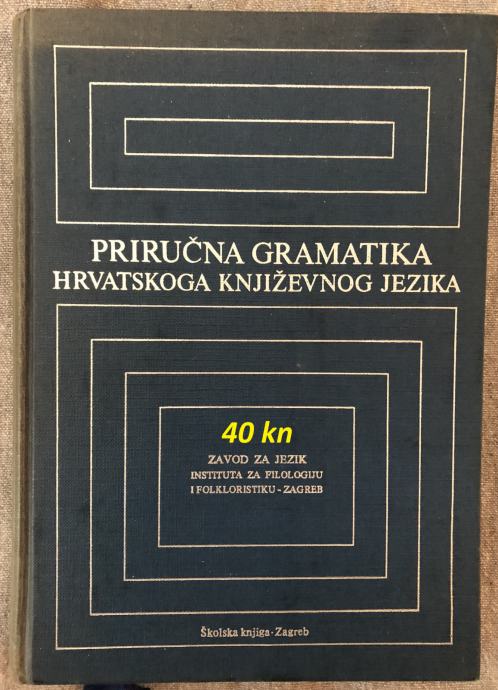 PRIRUČNA GRAMATIKA
HRVATSKOGA KNJIŽEVNOG JEZIKA
40 kn
ZAVOD ZA JEZIK
INSTITUTA ZA FILOLOGIJU
I FOLKLORISTIKU - ZAGREB
Školska knjiga · Zagreb